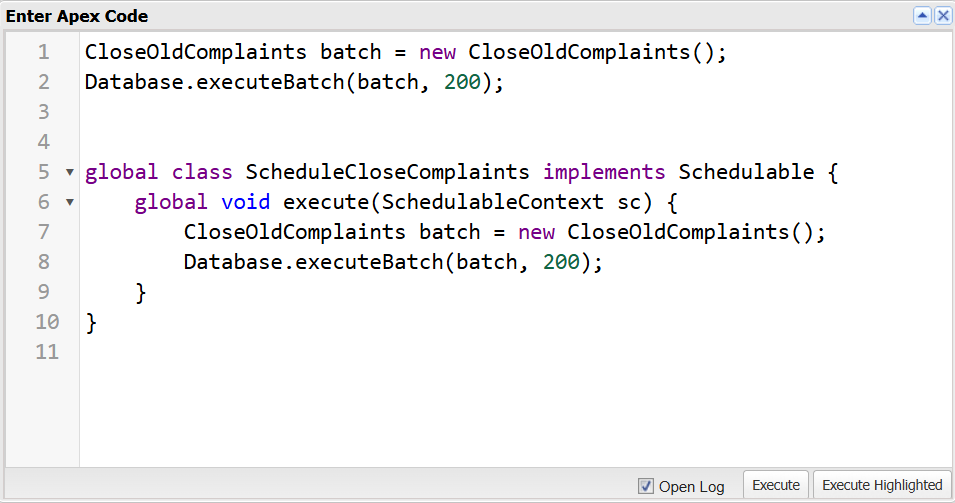 Enter Apex Code
1 CloseOldComplaints batch = new CloseOldComplaints();
2 Database.executeBatch(batch, 200);
3
4
5 global class ScheduleCloseComplaints implements Schedulable {
6 global void execute(SchedulableContext sc) {
7 CloseOldComplaints batch = new CloseOldComplaints();
8 Database.executeBatch(batch, 200);
9 }
10 }
11
Open Log Execute Execute Highlighted